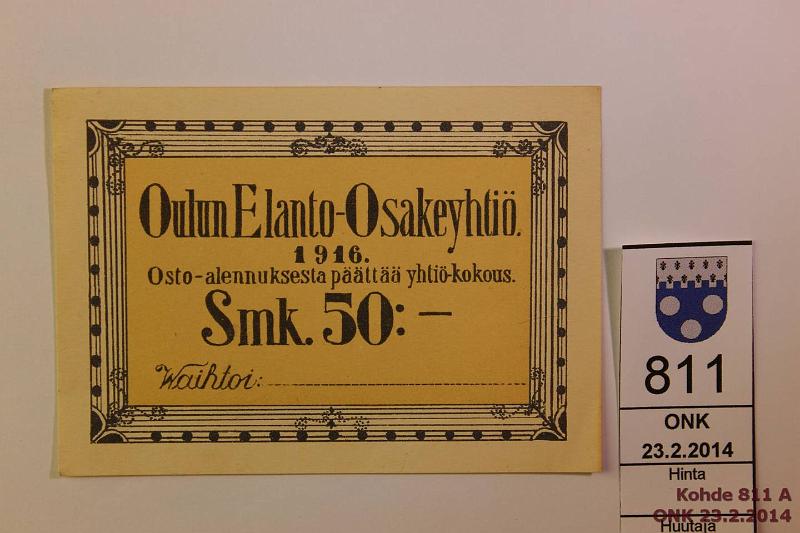 Oulun Elanto-Osakeyhtiö.
1916.
Osto-alennuksesta päättää yhtiö-kokous.
Smk. 50:-
Waihtoi:
811
ONK
23.2.2014
Hinta
Kohde 811 A
ONK 23.2.2014
Huutaja